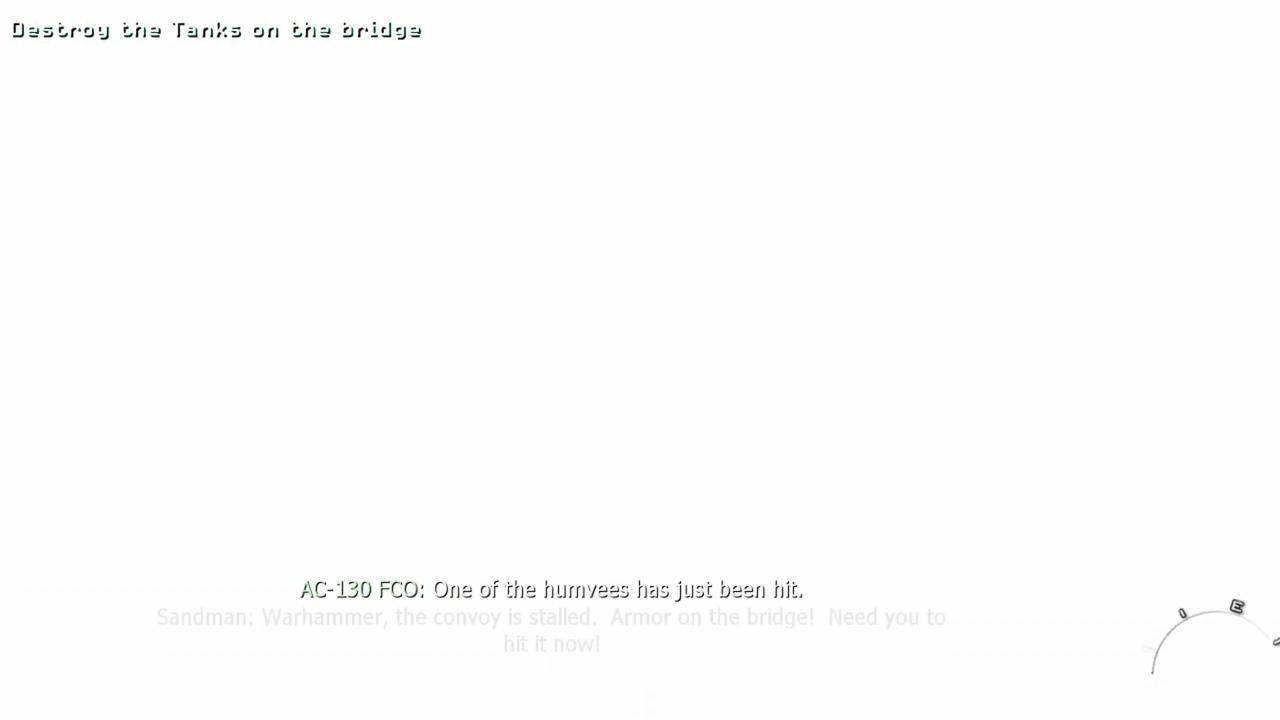 Destroy the Tanks on the bridge
AC-130 FCO: One of the humvees has just been hit.
Sandman: Warhammer, the convoy is stalled.  Armor on the bridge!  Need you to
hit it now!
E